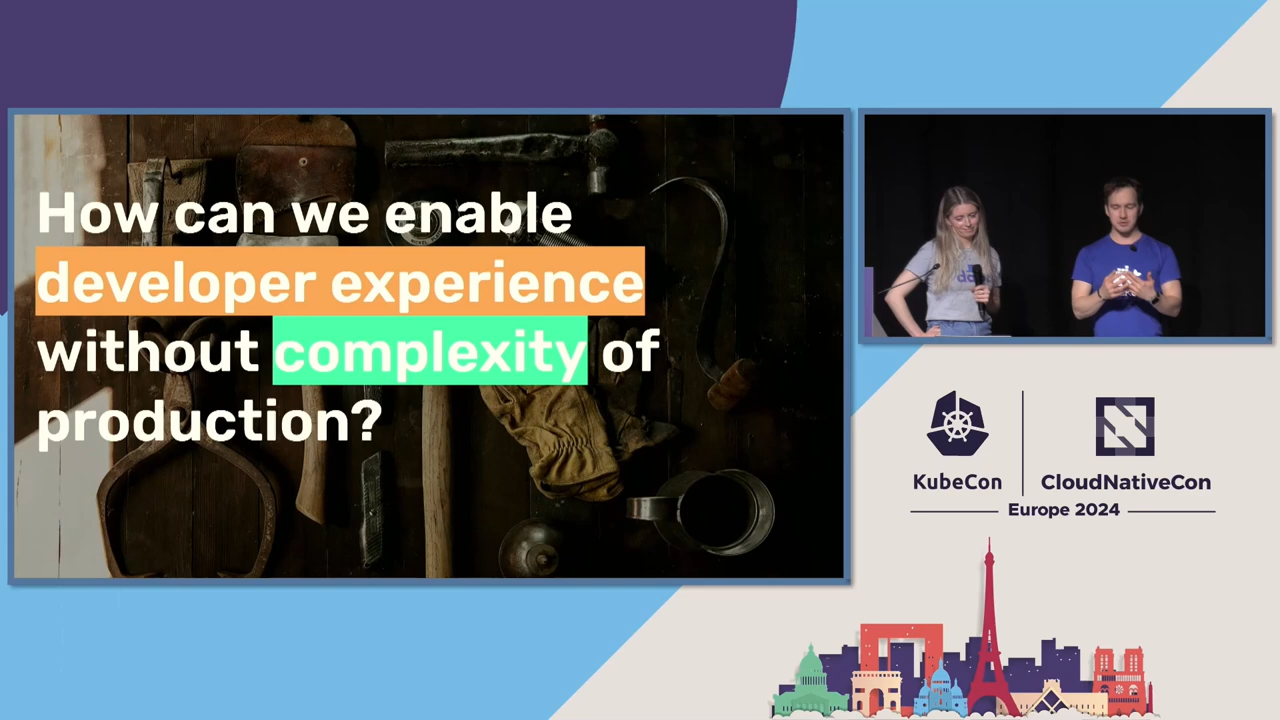 How can we enable
developer experience
without complexity of
production?
KubeCon
CloudNativeCon
Europe 2024